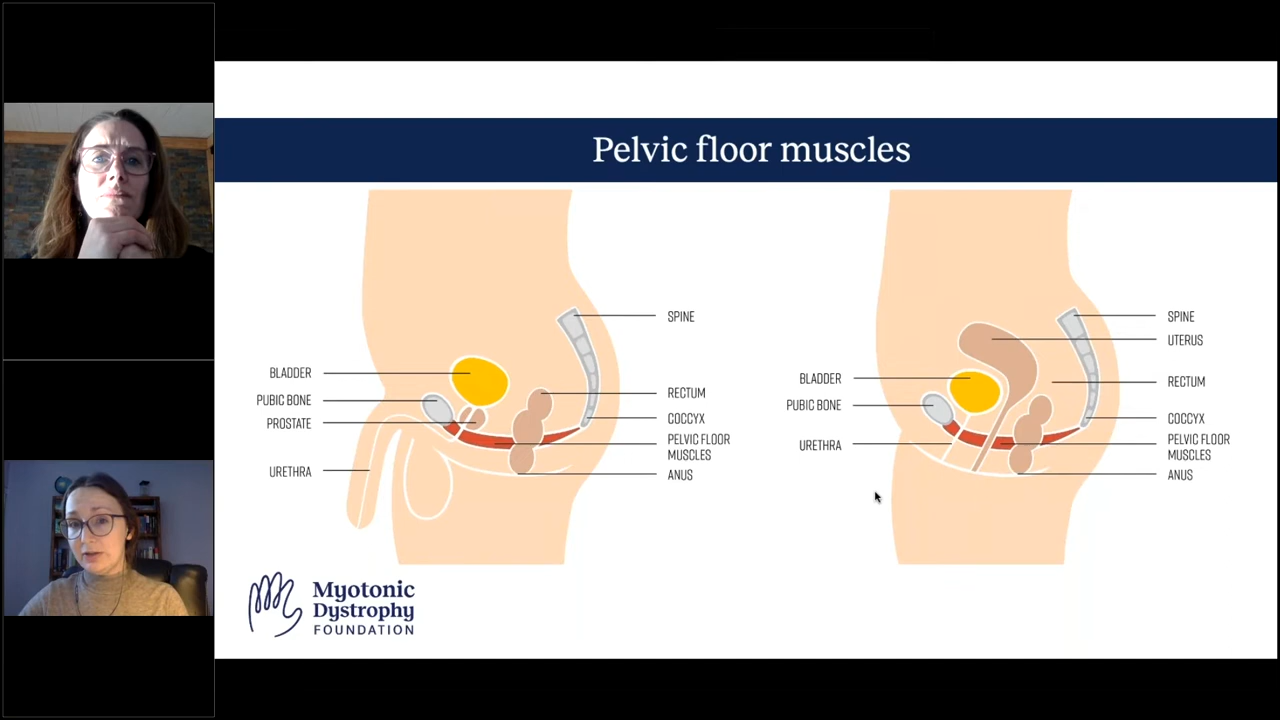 Pelvic floor muscles
BLADDER
PUBIC BONE
PROSTATE
URETHRA
SPINE
RECTUM
COCCYX
PELVIC FLOOR
MUSCLES
ANUS
BLADDER
PUBIC BONE
URETHRA
SPINE
UTERUS
RECTUM
COCCYX
PELVIC FLOOR
MUSCLES
ANUS
Myotonic
Dystrophy
FOUNDATION